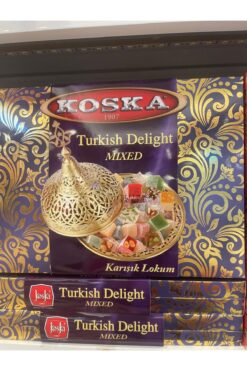 KOSKA
1907
Turkish Delight
MIXED
Karışık Lokum
koska
Turkish Delight
MIXED
koska
Turkish Delight
MIXED